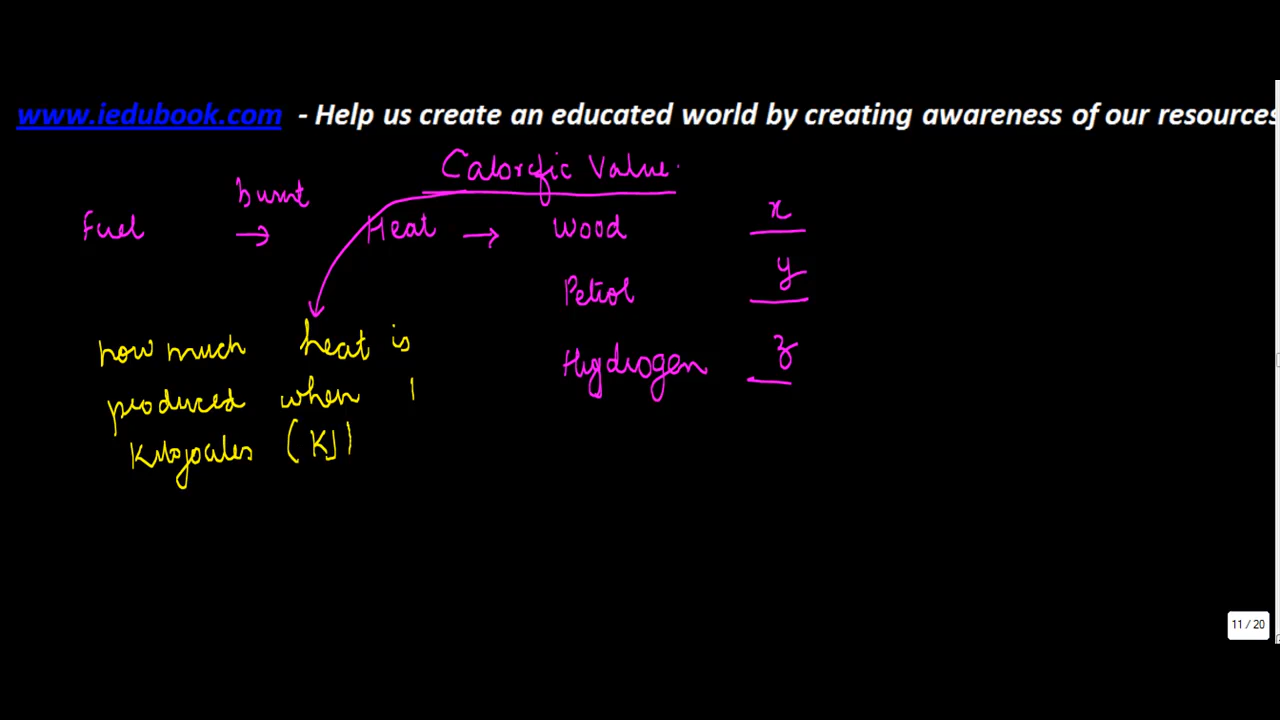 www.iedubook.com - Help us create an educated world by creating awareness of our resources
Calorific Value
Fuel burnt → Heat → Wood x
Petrol y
Hydrogen z
how much heat is
produced when 1
Kilojoules (KJ)
11 / 20